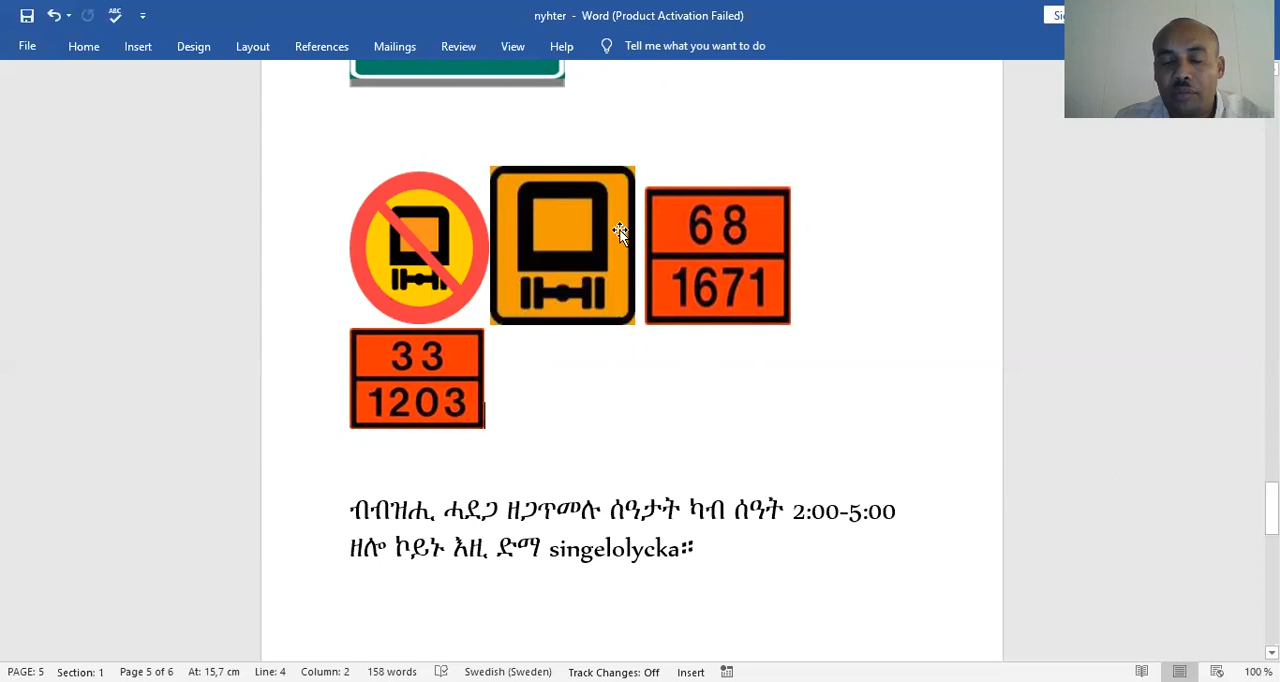 nyhter - Word (Product Activation Failed)
File Home Insert Design Layout References Mailings Review View Help Tell me what you want to do
68
1671
33
1203
ብብዝሒ ሓደጋ ዘጋጥመሉ ሰዓታት ካብ ሰዓት 2:00-5:00
ዘሎ ኮይኑ እዚ ድማ singelolycka።
PAGE: 5 Section: 1 Page 5 of 6 At: 15,7 cm Line: 4 Column: 2 158 words Swedish (Sweden) Track Changes: Off Insert 100 %